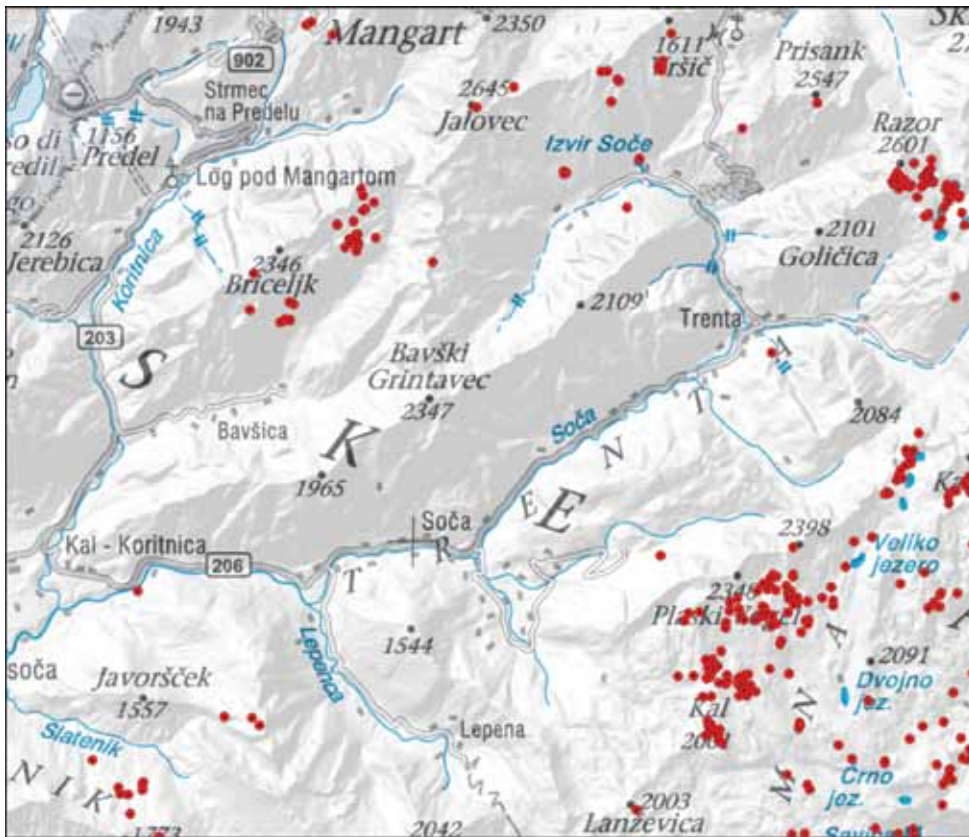 1943
Mangart
2350
1611
Vršič
Prisank
2547
902
Strmec
na Predelu
2645
Jalovec
Razor
2601
1156
Predel
Izvir Soče
Log pod Mangartom
2126
Jerebica
Koritnica
2346
Briceljk
2101
Goličica
2109
Trenta
203
S
Bavški
Grintavec
2347
2084
Bavšica
K
Soča
1965
E
Kal - Koritnica
Soča
206
2398
Veliko
jezero
T R E N T A
1544
Lepenca
soča
Javoršček
1557
2091
Dvojno
jez.
Kal
Slatenik
Lepena
N I K
Črno
jez.
2003
Lanževica
2042
1773